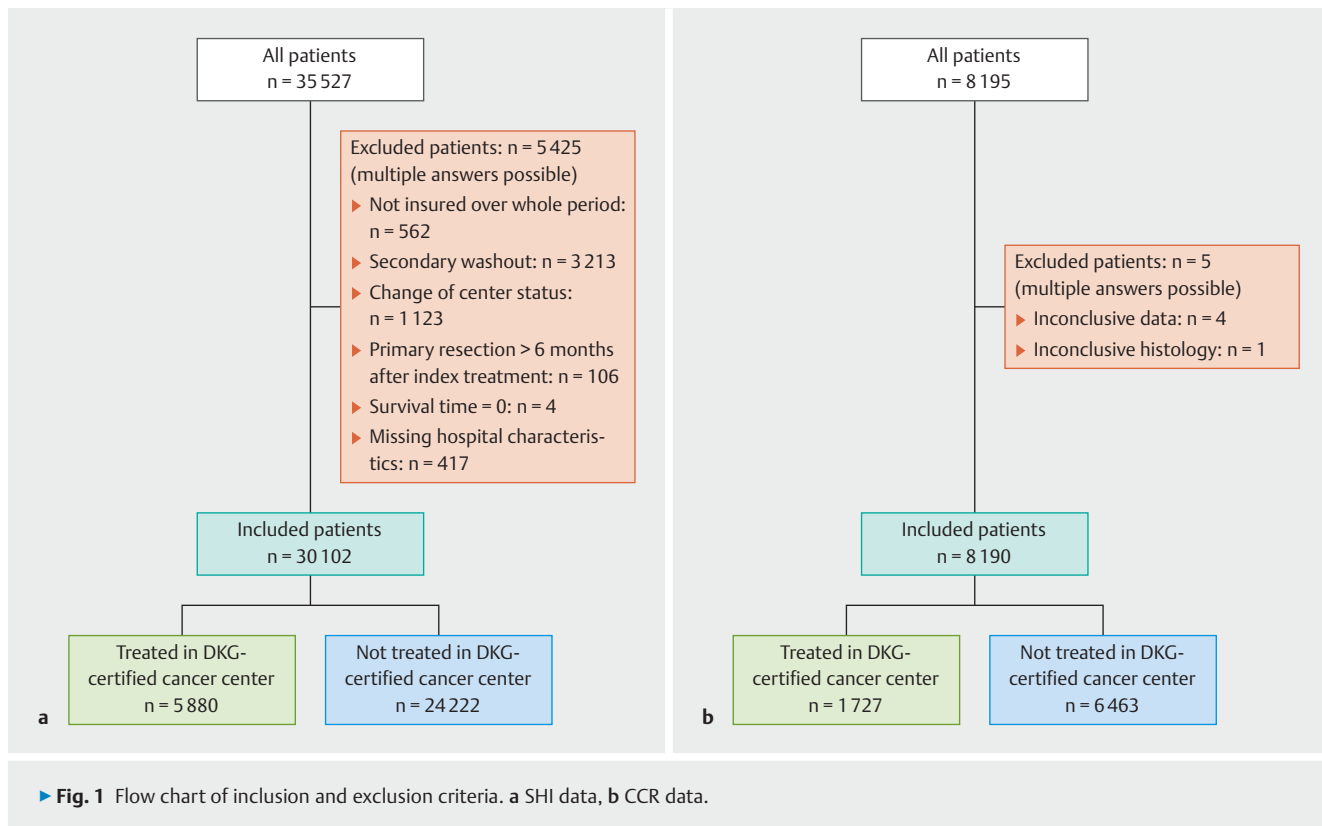 All patients
n = 35 527
Excluded patients: n = 5 425
(multiple answers possible)
▶ Not insured over whole period:
n = 562
▶ Secondary washout: n = 3 213
▶ Change of center status:
n = 1 123
▶ Primary resection > 6 months
after index treatment: n = 106
▶ Survival time = 0: n = 4
▶ Missing hospital characteris-
tics: n = 417
Included patients
n = 30 102
Treated in DKG-
certified cancer center
n = 5 880
Not treated in DKG-
certified cancer center
n = 24 222
a
All patients
n = 8 195
Excluded patients: n = 5
(multiple answers possible)
▶ Inconclusive data: n = 4
▶ Inconclusive histology: n = 1
Included patients
n = 8 190
Treated in DKG-
certified cancer center
n = 1 727
Not treated in DKG-
certified cancer center
n = 6 463
b
▶ Fig. 1 Flow chart of inclusion and exclusion criteria. a SHI data, b CCR data.